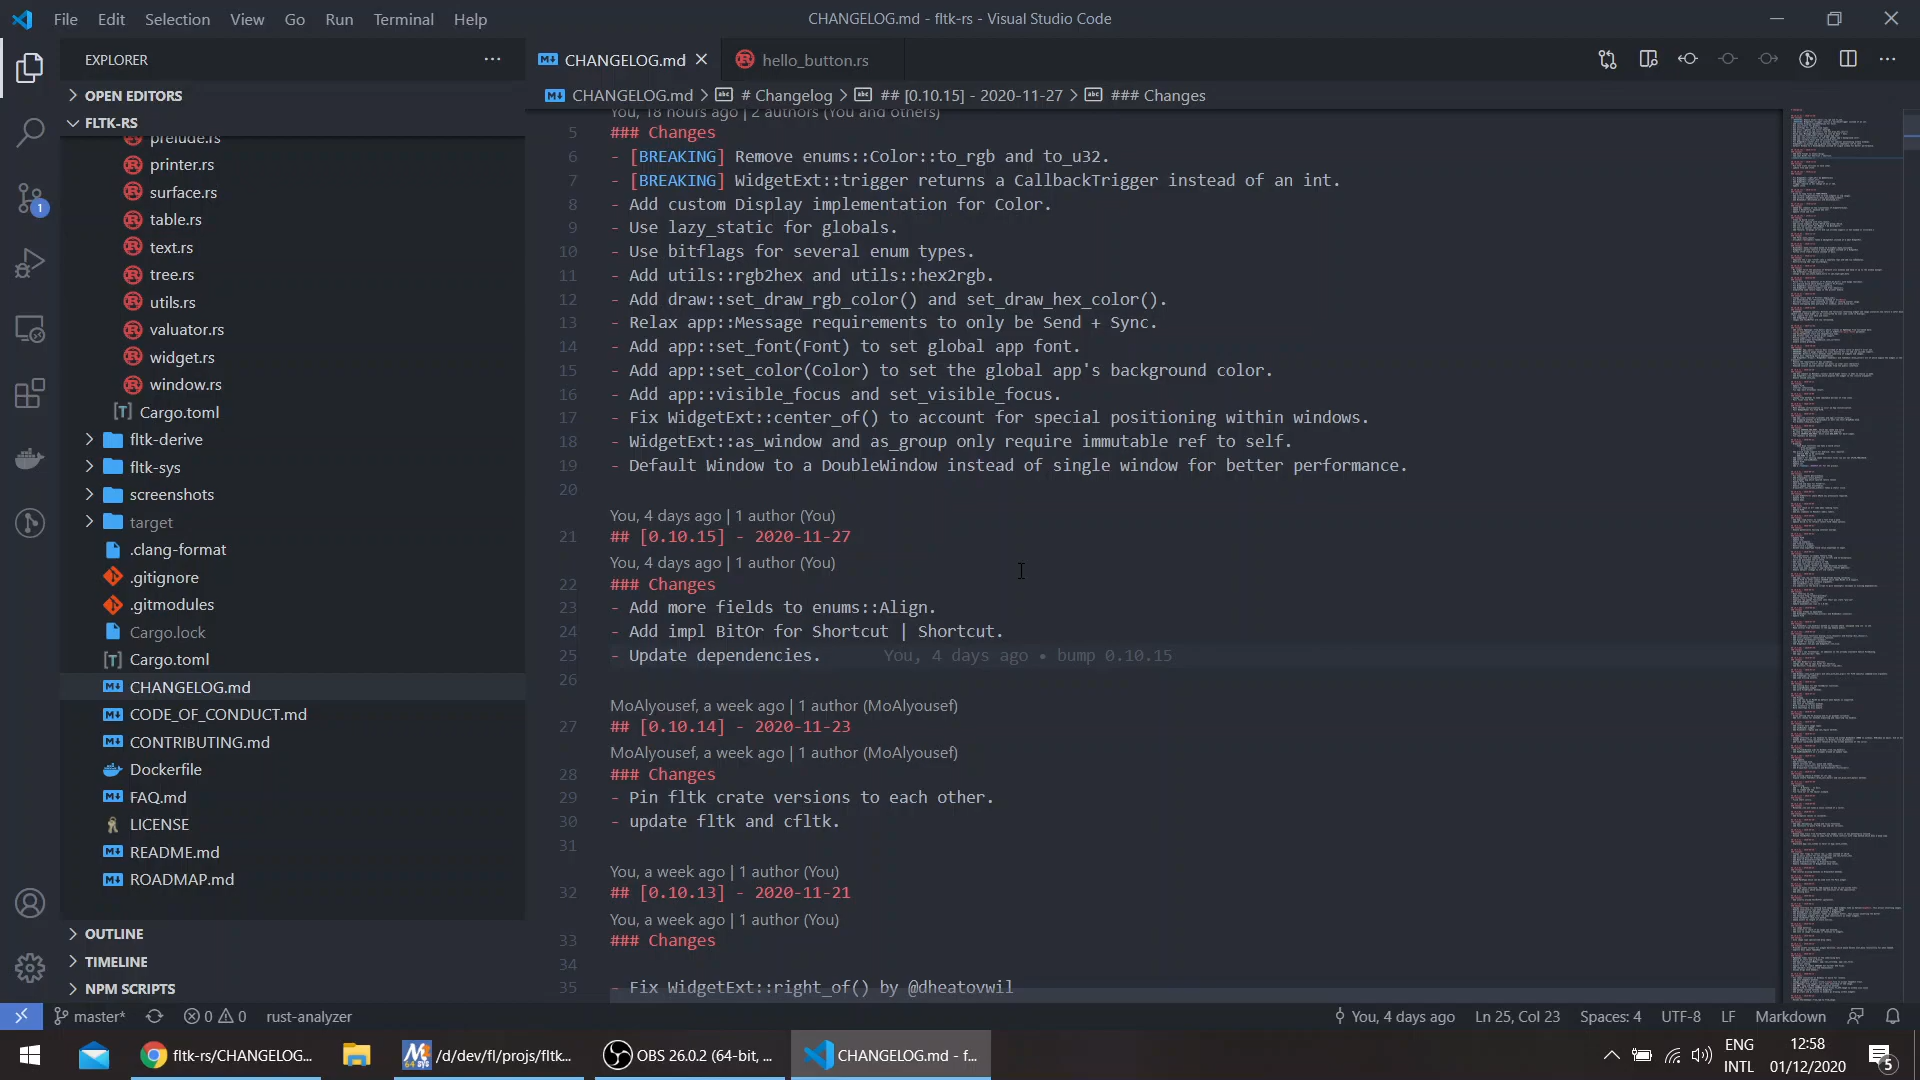 File Edit Selection View Go Run Terminal Help
CHANGELOG.md - fltk-rs - Visual Studio Code
EXPLORER
OPEN EDITORS
FLTK-RS
prelude.rs
printer.rs
surface.rs
table.rs
text.rs
tree.rs
utils.rs
valuator.rs
widget.rs
window.rs
Cargo.toml
fltk-derive
fltk-sys
screenshots
target
.clang-format
.gitignore
.gitmodules
Cargo.lock
Cargo.toml
CHANGELOG.md
CODE_OF_CONDUCT.md
CONTRIBUTING.md
Dockerfile
FAQ.md
LICENSE
README.md
ROADMAP.md
OUTLINE
TIMELINE
NPM SCRIPTS
1
CHANGELOG.md
hello_button.rs
CHANGELOG.md > # Changelog > ## [0.10.15] - 2020-11-27 > ### Changes
You, 18 hours ago | 2 authors (You and others)
5 ### Changes
6 - [BREAKING] Remove enums::Color::to_rgb and to_u32.
7 - [BREAKING] WidgetExt::trigger returns a CallbackTrigger instead of an int.
8 - Add custom Display implementation for Color.
9 - Use lazy_static for globals.
10 - Use bitflags for several enum types.
11 - Add utils::rgb2hex and utils::hex2rgb.
12 - Add draw::set_draw_rgb_color() and set_draw_hex_color().
13 - Relax app::Message requirements to only be Send + Sync.
14 - Add app::set_font(Font) to set global app font.
15 - Add app::set_color(Color) to set the global app's background color.
16 - Add app::visible_focus and set_visible_focus.
17 - Fix WidgetExt::center_of() to account for special positioning within windows.
18 - WidgetExt::as_window and as_group only require immutable ref to self.
19 - Default Window to a DoubleWindow instead of single window for better performance.
20
You, 4 days ago | 1 author (You)
21 ## [0.10.15] - 2020-11-27
You, 4 days ago | 1 author (You)
22 ### Changes
23 - Add more fields to enums::Align.
24 - Add impl BitOr for Shortcut | Shortcut.
25 - Update dependencies. You, 4 days ago • bump 0.10.15
26
MoAlyousef, a week ago | 1 author (MoAlyousef)
27 ## [0.10.14] - 2020-11-23
MoAlyousef, a week ago | 1 author (MoAlyousef)
28 ### Changes
29 - Pin fltk crate versions to each other.
30 - update fltk and cfltk.
31
You, a week ago | 1 author (You)
32 ## [0.10.13] - 2020-11-21
You, a week ago | 1 author (You)
33 ### Changes
34
35 - Fix WidgetExt::right_of() by @dheatovwil
master* 0 0 rust-analyzer You, 4 days ago Ln 25, Col 23 Spaces: 4 UTF-8 LF Markdown
fltk-rs/CHANGELOG... /d/dev/fl/projs/fltk... OBS 26.0.2 (64-bit, ... CHANGELOG.md - f...
ENG
INTL
12:58
01/12/2020
5